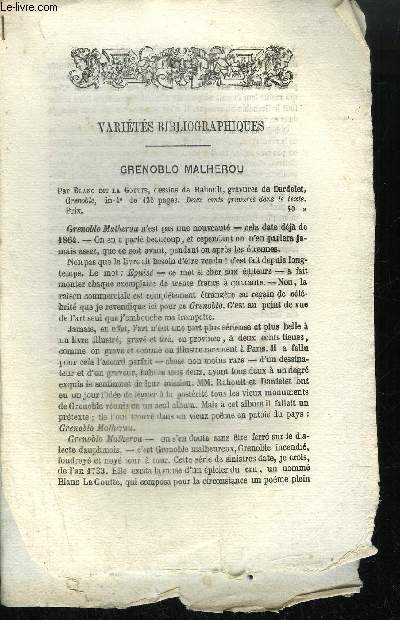 Le-livre.com
VARIÉTÉS BIBLIOGRAPHIQUES
GRENOBLO MALHEROU
PAR BLANC DIT LA GOUTTE, dessins de Rahoult, gravures de Dardelet,
Grenoble, in-4° de 135 pages. Deux cents gravures dans le texte.
Prix. 40 »
Grenoblo Malherou n'est pas une nouveauté — cela date déjà de
1864. — On en a parlé beaucoup, et cependant on n'en parlera ja-
mais assez, que ce soit avant, pendant ou après les étrennes.
Non pas que le livre ait besoin d'être vendu ! c'est fait depuis long-
temps. Le mot : Epuisé — ce mot si cher aux éditeurs — a fait
monter chaque exemplaire de trente francs à quarante. — Non, la
raison commerciale est complètement étrangère au regain de célé-
brité que je revendique ici pour ce Grenoblo. C'est au point de vue
de l'art seul que j'embouche ma trompette.
Jamais, en effet, l'art n'eut une part plus sérieuse et plus belle à
un livre illustré, gravé et tiré, en province, à deux cents lieues,
comme on grave et comme on illustre rarement à Paris. Il a fallu
pour cela l'accord parfait — chose non moins rare — d'un dessina-
teur et d'un graveur, habiles tous deux, ayant tous deux à un degré
exquis le sentiment de leur mission. MM. Rahoult et Dardelet ont
eu un jour l'idée de léguer à la postérité tous les vieux monuments
de Grenoble réunis en un seul album. Mais à cet album il fallait un
prétexte ; ils l'ont trouvé dans un vieux poëme en patois du pays :
Grenoblo Malherou.
Grenoblo Malherou — on s'en doute sans être ferré sur le dia-
lecte dauphinois. — c'est Grenoble malheureux, Grenoble incendié,
foudroyé et noyé tour à tour. Cette série de sinistres date, je crois,
de l'an 1733. Elle excita la muse d'un épicier du cru, un nommé
Blanc La Goutte, qui composa pour la circonstance un poëme plein